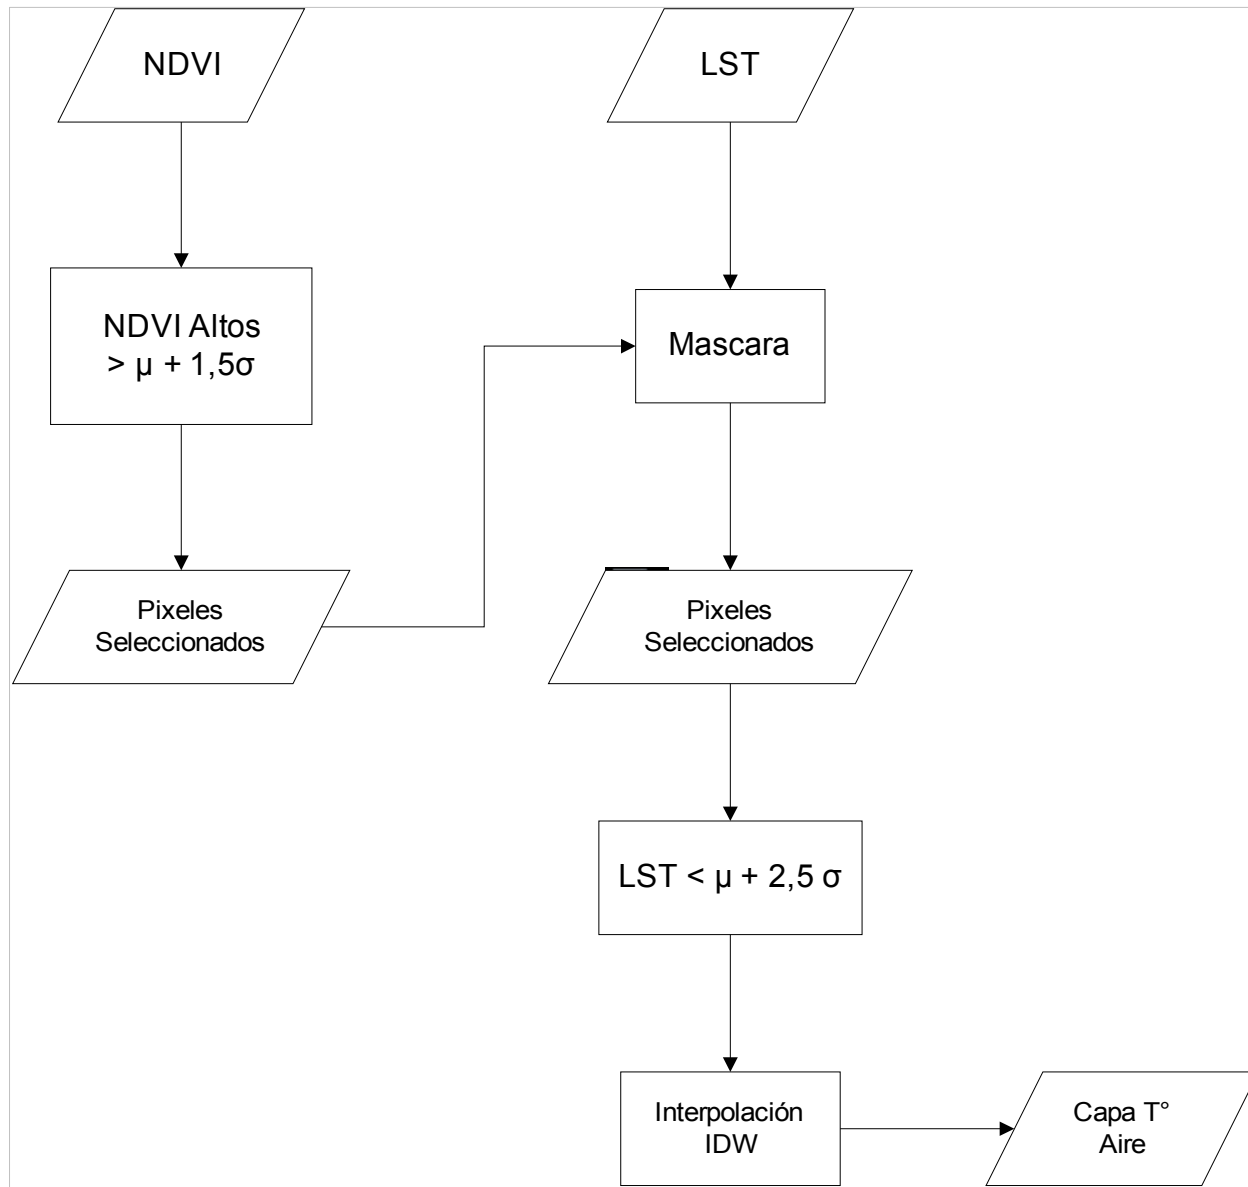 NDVI
LST
NDVI Altos
> μ + 1,5σ
Mascara
Pixeles
Seleccionados
Pixeles
Seleccionados
LST < μ + 2,5 σ
Interpolación
IDW
Capa T°
Aire